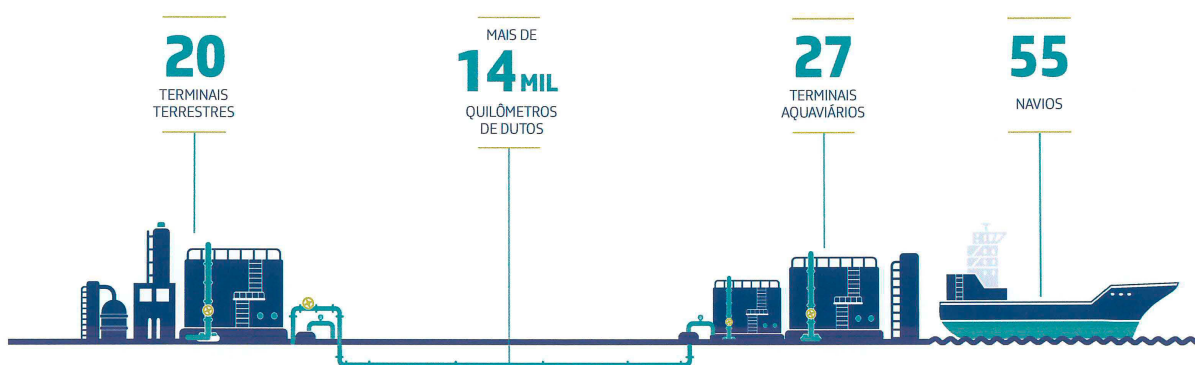 20
TERMINAIS
TERRESTRES
MAIS DE
14 MIL
QUILÔMETROS
DE DUTOS
27
TERMINAIS
AQUAVIÁRIOS
55
NAVIOS